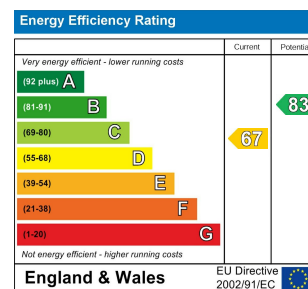 Energy Efficiency Rating
Current Potentia
Very energy efficient - lower running costs
(92 plus) A
(81-91) B 83
(69-80) C
67
(55-68) D
(39-54) E
(21-38) F
(1-20) G
Not energy efficient - higher running costs
England & Wales
EU Directive
2002/91/EC